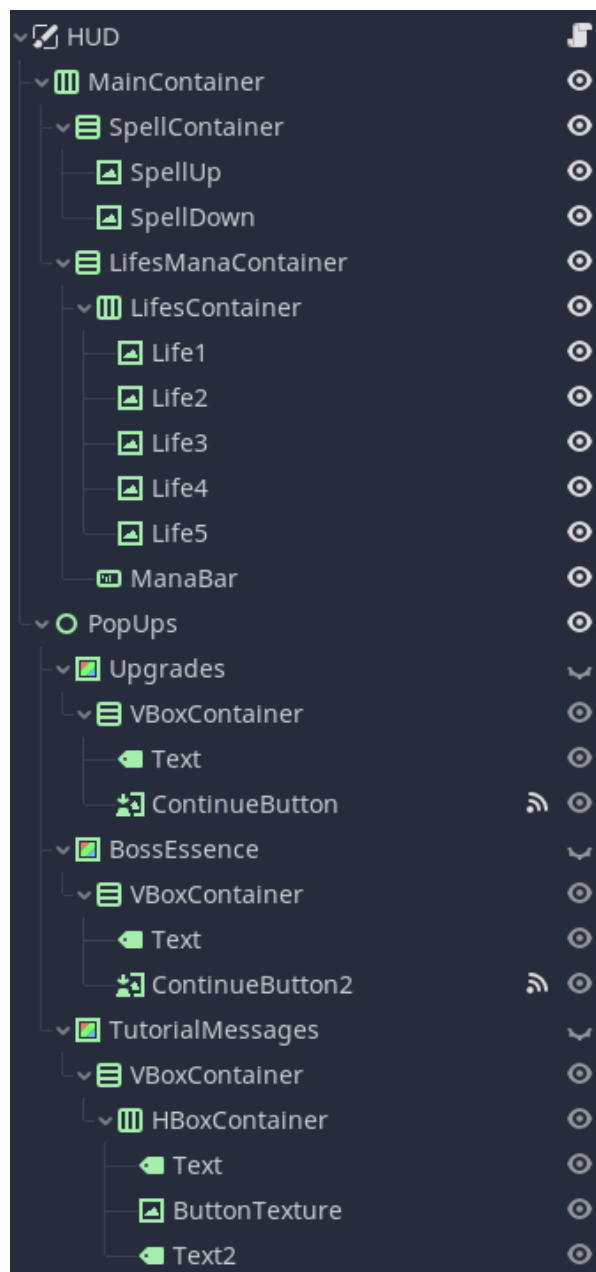 HUD
MainContainer
SpellContainer
SpellUp
SpellDown
LifesManaContainer
LifesContainer
Life1
Life2
Life3
Life4
Life5
ManaBar
PopUps
Upgrades
VBoxContainer
Text
ContinueButton
BossEssence
VBoxContainer
Text
ContinueButton2
TutorialMessages
VBoxContainer
HBoxContainer
Text
ButtonTexture
Text2